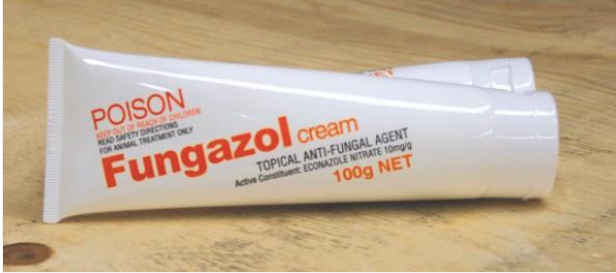 POISON
KEEP OUT OF REACH OF CHILDREN
READ SAFETY DIRECTIONS
FOR ANIMAL TREATMENT ONLY
Fungazol cream
TOPICAL ANTI-FUNGAL AGENT
Active Constituent: ECONAZOLE NITRATE 10mg/g
100g NET